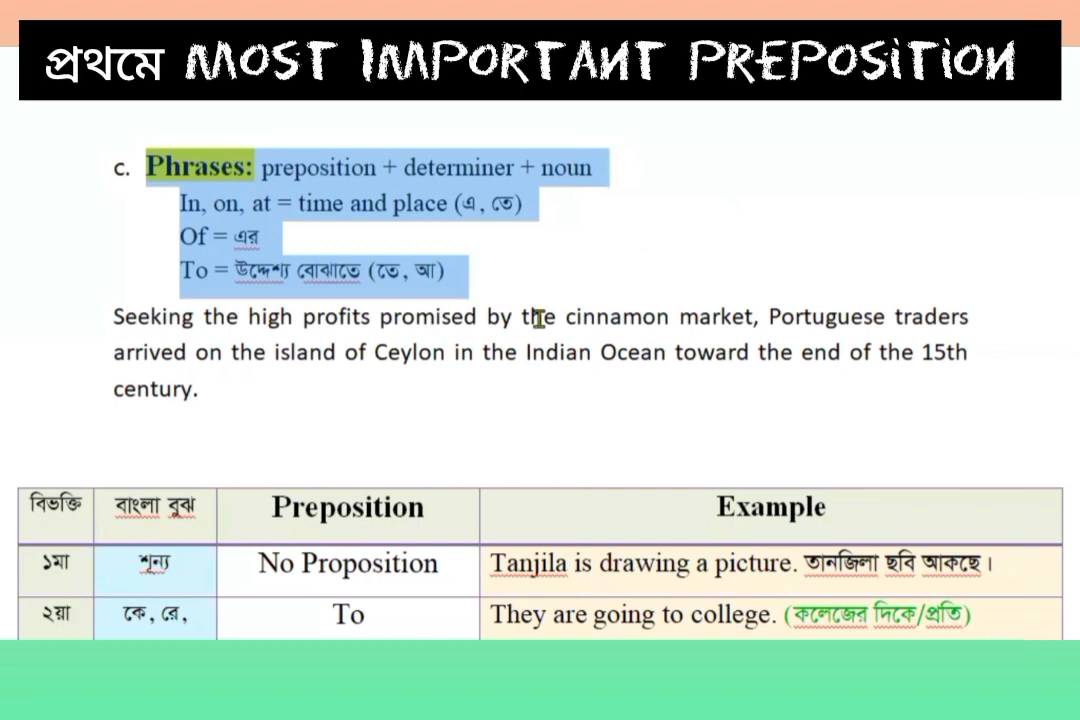 প্রথমে MOST IMPORTANT PREPOSITION
c. Phrases: preposition + determiner + noun
In, on, at = time and place (এ, তে)
Of = এর
To = উদ্দেশ্য বোঝাতে (তে, আ)
Seeking the high profits promised by the cinnamon market, Portuguese traders
arrived on the island of Ceylon in the Indian Ocean toward the end of the 15th
century.
বিভক্তি বাংলা বুঝ Preposition Example
১মা শূন্য No Proposition Tanjila is drawing a picture. তানজিলা ছবি আকছে।
২য়া কে, রে, To They are going to college. (কলেজের দিকে/প্রতি)